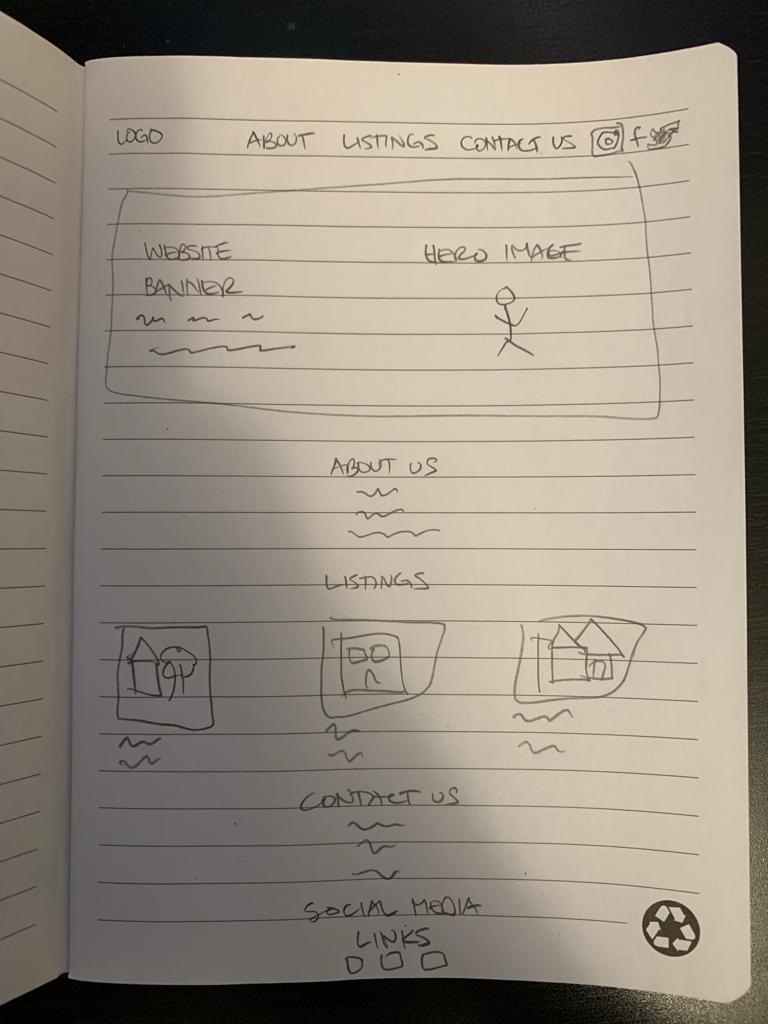 LOGO ABOUT LISTINGS CONTACT US f
WEBSITE HERO IMAGE
BANNER
ABOUT US
LISTINGS
CONTACT US
SOCIAL MEDIA
LINKS